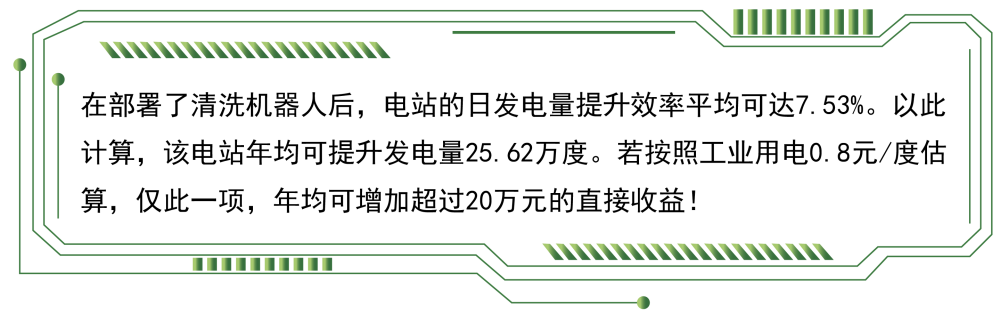 在部署了清洗机器人后，电站的日发电量提升效率平均可达7.53%。以此
计算，该电站年均可提升发电量25.62万度。若按照工业用电0.8元/度估
算，仅此一项，年均可增加超过20万元的直接收益！